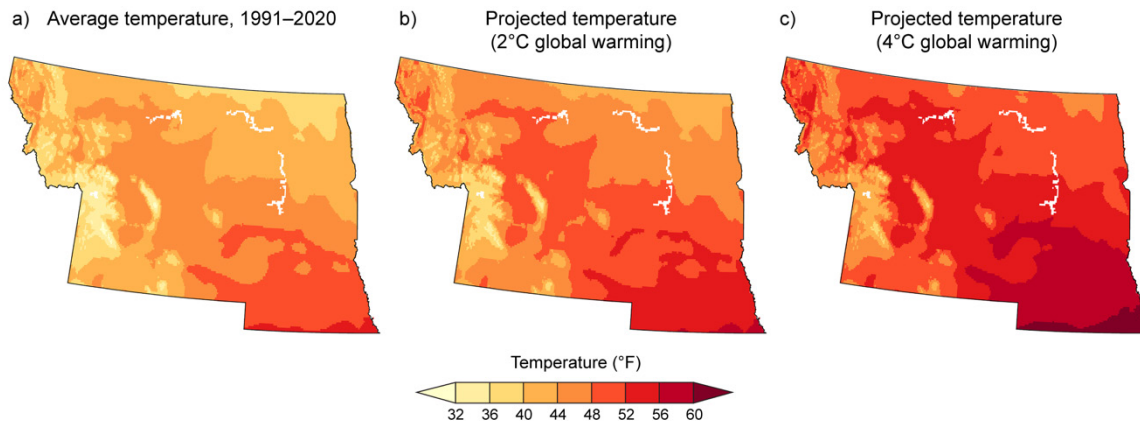 a) Average temperature, 1991–2020
b) Projected temperature
(2°C global warming)
c) Projected temperature
(4°C global warming)
Temperature (°F)
32 36 40 44 48 52 56 60